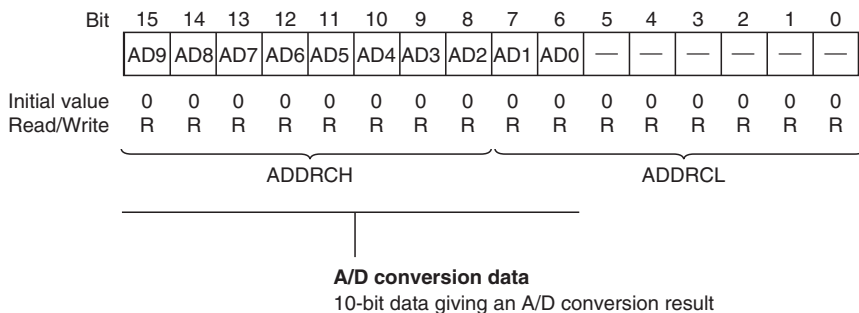 Bit 15 14 13 12 11 10 9 8 7 6 5 4 3 2 1 0
AD9 AD8 AD7 AD6 AD5 AD4 AD3 AD2 AD1 AD0 — — — — — —
Initial value 0 0 0 0 0 0 0 0 0 0 0 0 0 0 0 0
Read/Write R R R R R R R R R R R R R R R R
ADDRCH ADDRCL
A/D conversion data
10-bit data giving an A/D conversion result